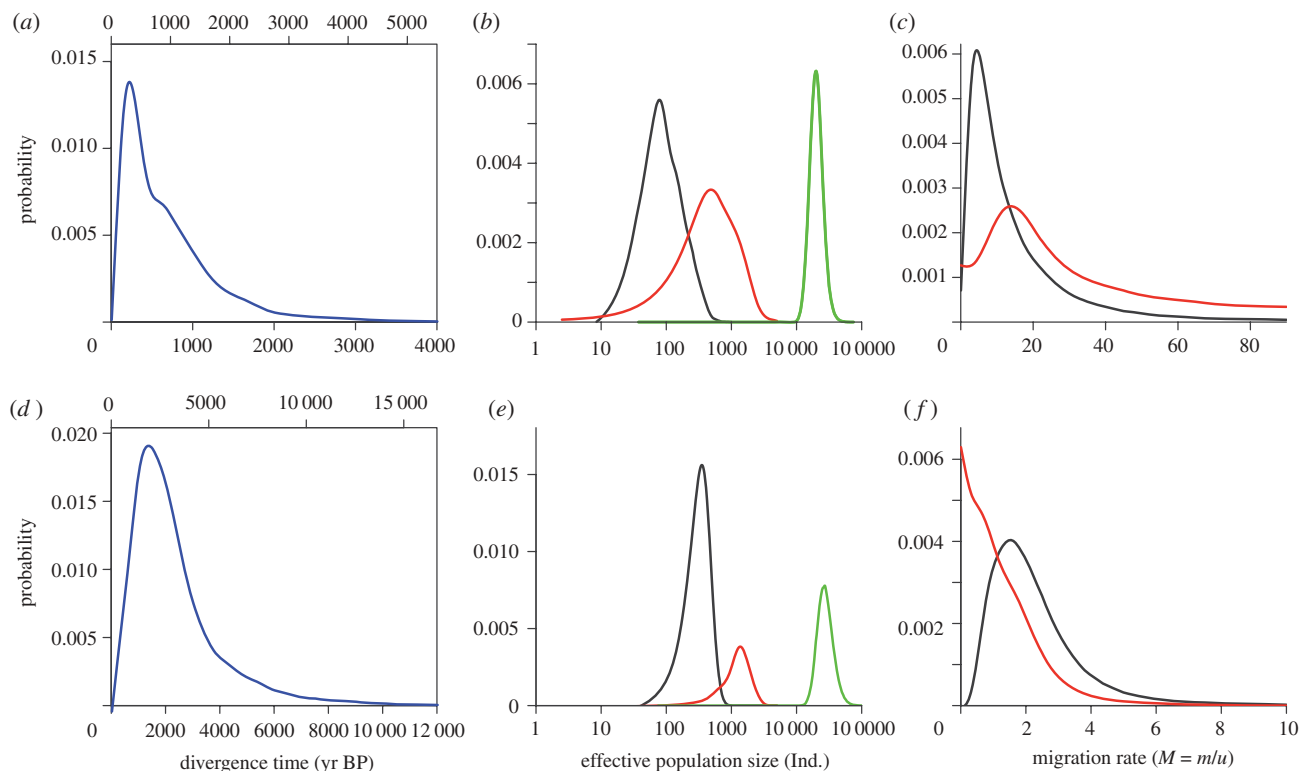 0 1000 2000 3000 4000 5000
(a) (b) (c)
0.015
0.010
0.005
0
probability
0 1000 2000 3000 4000
0.006
0.004
0.002
0
1 10 100 1000 10 000 100 0000
0.006
0.005
0.004
0.003
0.002
0.001
0 20 40 60 80
0 5000 10 000 15 000
(d) (e) (f)
0.020
0.015
0.010
0.005
probability
0 2000 4000 6000 8000 10 000 12 000
divergence time (yr BP)
0.015
0.010
0.005
0
1 10 100 1000 10 000 100 0000
effective population size (Ind.)
0.006
0.004
0.002
0 2 4 6 8 10
migration rate (M = m/u)